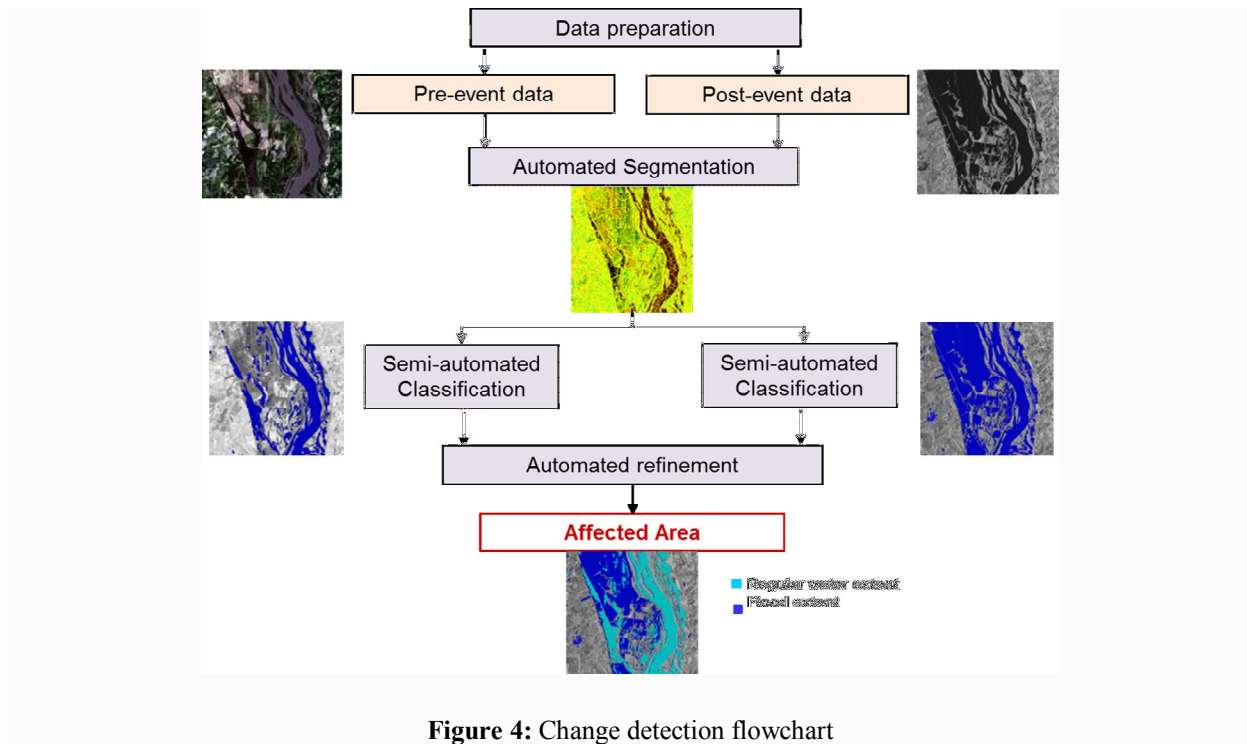 Data preparation
Pre-event data
Post-event data
Automated Segmentation
Semi-automated
Classification
Semi-automated
Classification
Automated refinement
Affected Area
Regular water extent
Flood extent
Figure 4: Change detection flowchart